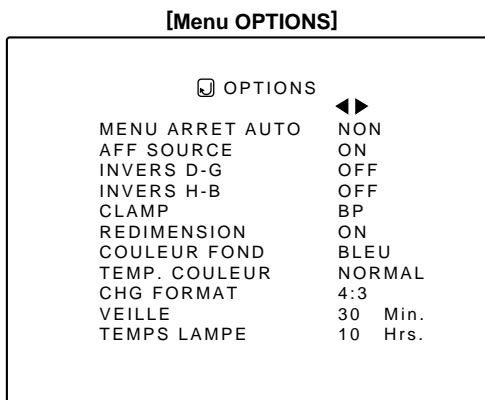 [Menu OPTIONS]
OPTIONS
MENU ARRET AUTO NON
AFF SOURCE ON
INVERS D-G OFF
INVERS H-B OFF
CLAMP BP
REDIMENSION ON
COULEUR FOND BLEU
TEMP. COULEUR NORMAL
CHG FORMAT 4:3
VEILLE 30 Min.
TEMPS LAMPE 10 Hrs.